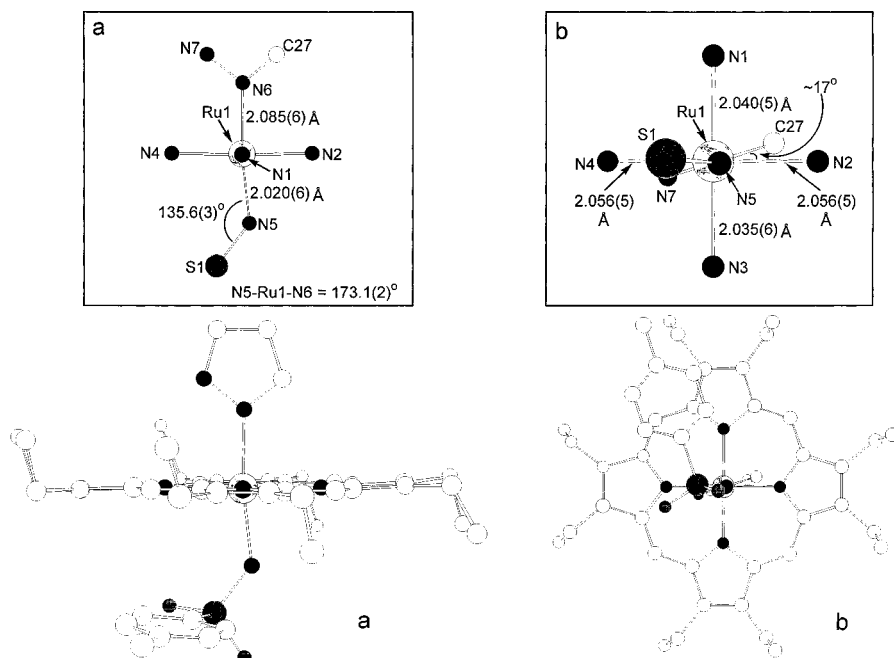 a
N7
C27
N6
Ru1
2.085(6) Å
N4
N2
N1
2.020(6) Å
135.6(3)°
N5
S1
N5-Ru1-N6 = 173.1(2)°
b
N1
~17°
2.040(5) Å
Ru1
C27
S1
N4
N2
N7
N5
2.056(5)
Å
2.056(5)
Å
2.035(6) Å
N3
a
b